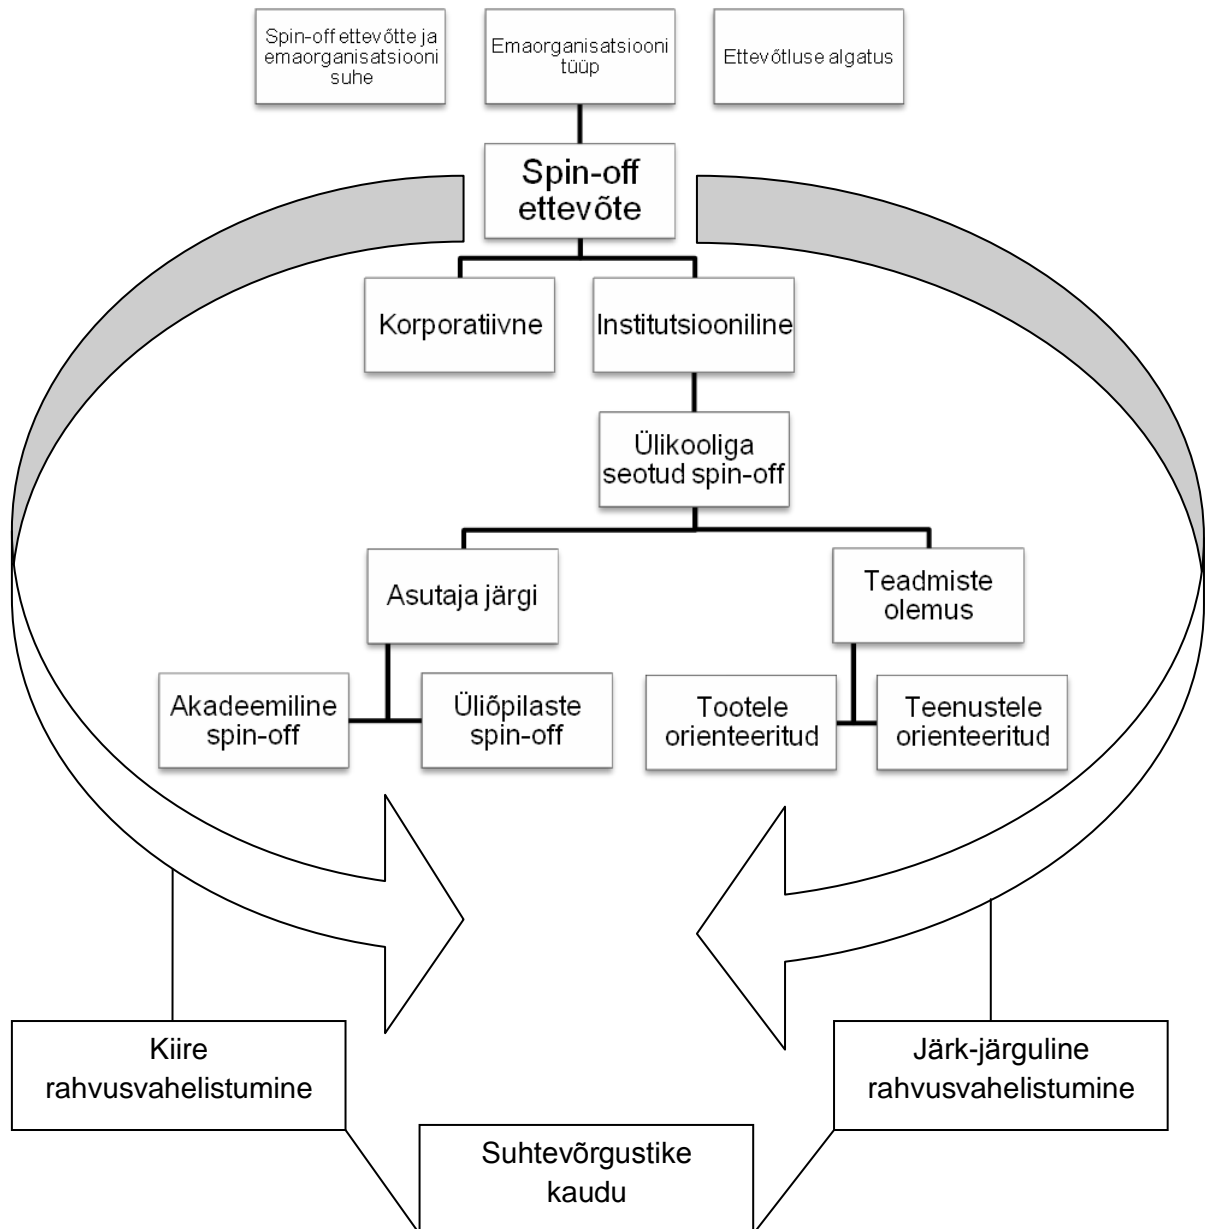 Spin-off ettevõtte ja
emaorganisatsiooni
suhe
Emaorganisatsiooni
tüüp
Ettevõtluse algatus
Spin-off
ettevõte
Korporatiivne
Institutsiooniline
Ülikooliga
seotud spin-off
Asutaja järgi
Teadmiste
olemus
Akadeemiline
spin-off
Üliõpilaste
spin-off
Tootele
orienteeritud
Teenustele
orienteeritud
Kiire
rahvusvahelistumine
Järk-järguline
rahvusvahelistumine
Suhtevõrgustike
kaudu